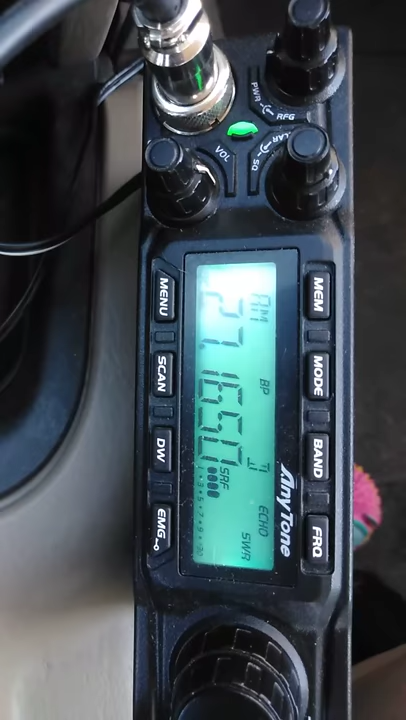 PWR
RFG
VOL
SQ
MEM
MODE
BAND
FRQ
AnyTone
AM
BP
ECHO
SWR
27.1650
SRF
MENU
SCAN
DW
EMG